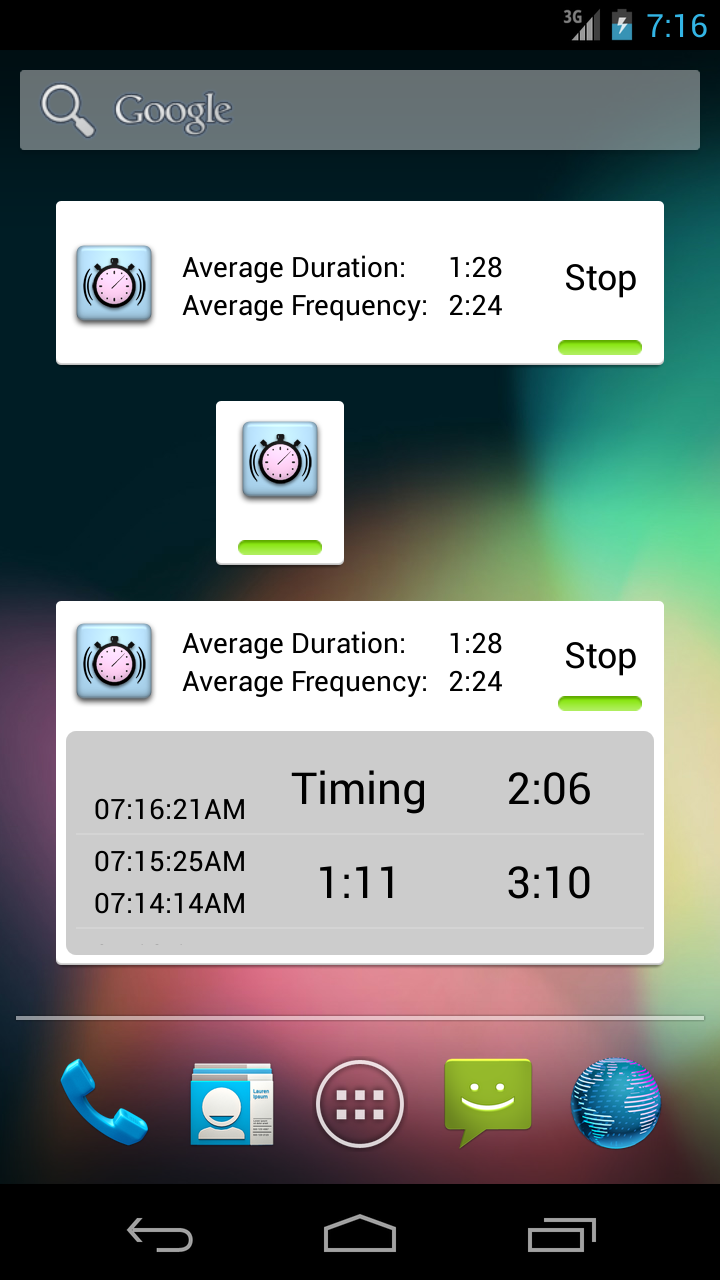 3G 7:16
Google
Average Duration: 1:28
Average Frequency: 2:24
Stop
Average Duration: 1:28
Average Frequency: 2:24
Stop
07:16:21AM Timing 2:06
07:15:25AM
07:14:14AM 1:11 3:10
Lauren
Ipsum